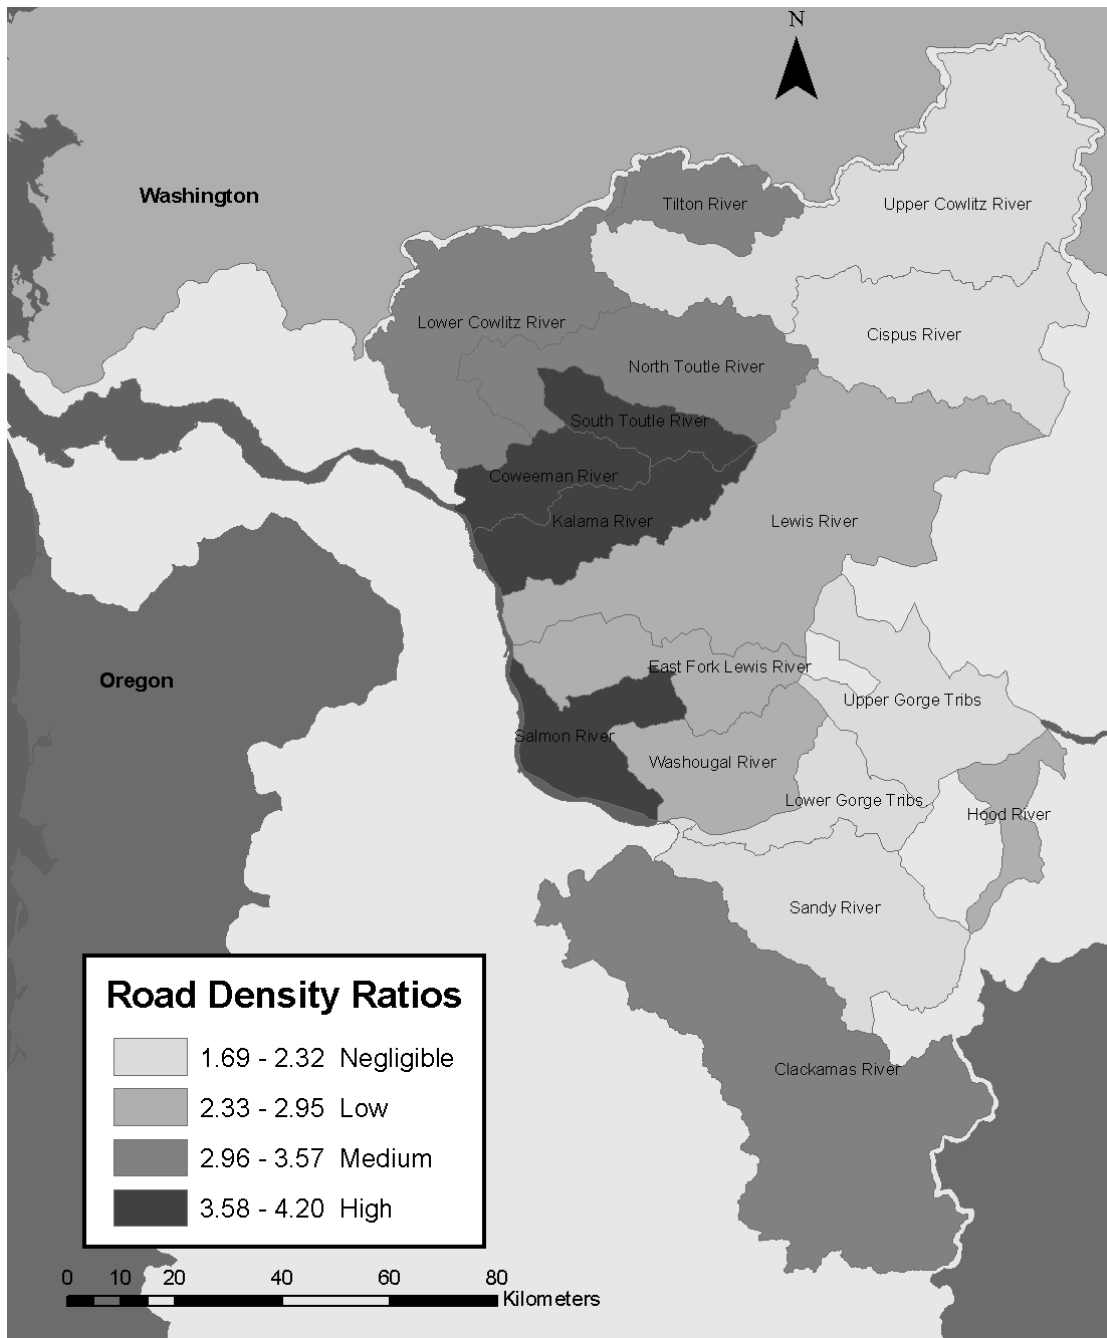 N
Washington
Tilton River
Upper Cowlitz River
Lower Cowlitz River
Cispus River
North Toutle River
South Toutle River
Coweeman River
Kalama River
Lewis River
East Fork Lewis River
Oregon
Upper Gorge Tribs
Salmon River
Washougal River
Lower Gorge Tribs
Hood River
Sandy River
Clackamas River
Road Density Ratios
1.69 - 2.32 Negligible
2.33 - 2.95 Low
2.96 - 3.57 Medium
3.58 - 4.20 High
0 10 20 40 60 80
Kilometers